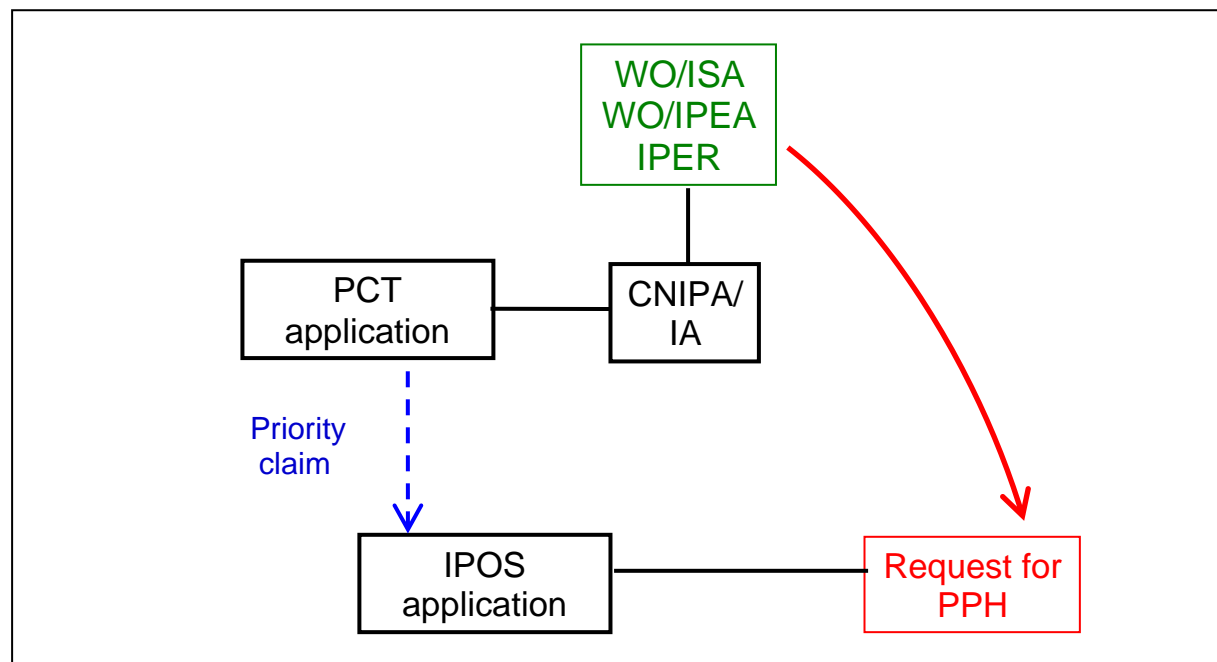 WO/ISA
WO/IPEA
IPER
PCT
application
CNIPA/
IA
Priority
claim
IPOS
application
Request for
PPH